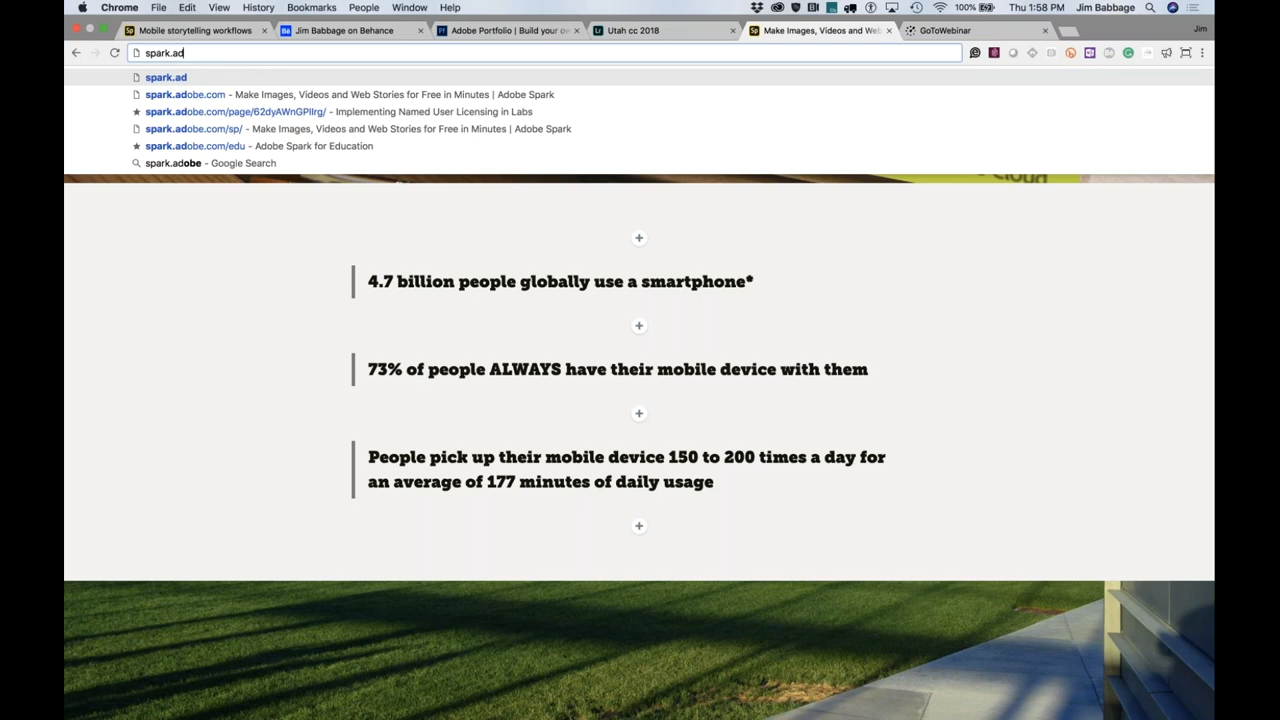 Chrome File Edit View History Bookmarks People Window Help 100% Thu 1:58 PM Jim Babbage
Mobile storytelling workflows Jim Babbage on Behance Adobe Portfolio | Build your ow Utah cc 2018 Make Images, Videos and Web GoToWebinar Jim
spark.ad
spark.ad
spark.adobe.com - Make Images, Videos and Web Stories for Free in Minutes | Adobe Spark
spark.adobe.com/page/62dyAWnGPIlrg/ - Implementing Named User Licensing in Labs
spark.adobe.com/sp/ - Make Images, Videos and Web Stories for Free in Minutes | Adobe Spark
spark.adobe.com/edu - Adobe Spark for Education
spark.adobe - Google Search
Cloud
4.7 billion people globally use a smartphone*
73% of people ALWAYS have their mobile device with them
People pick up their mobile device 150 to 200 times a day for
an average of 177 minutes of daily usage